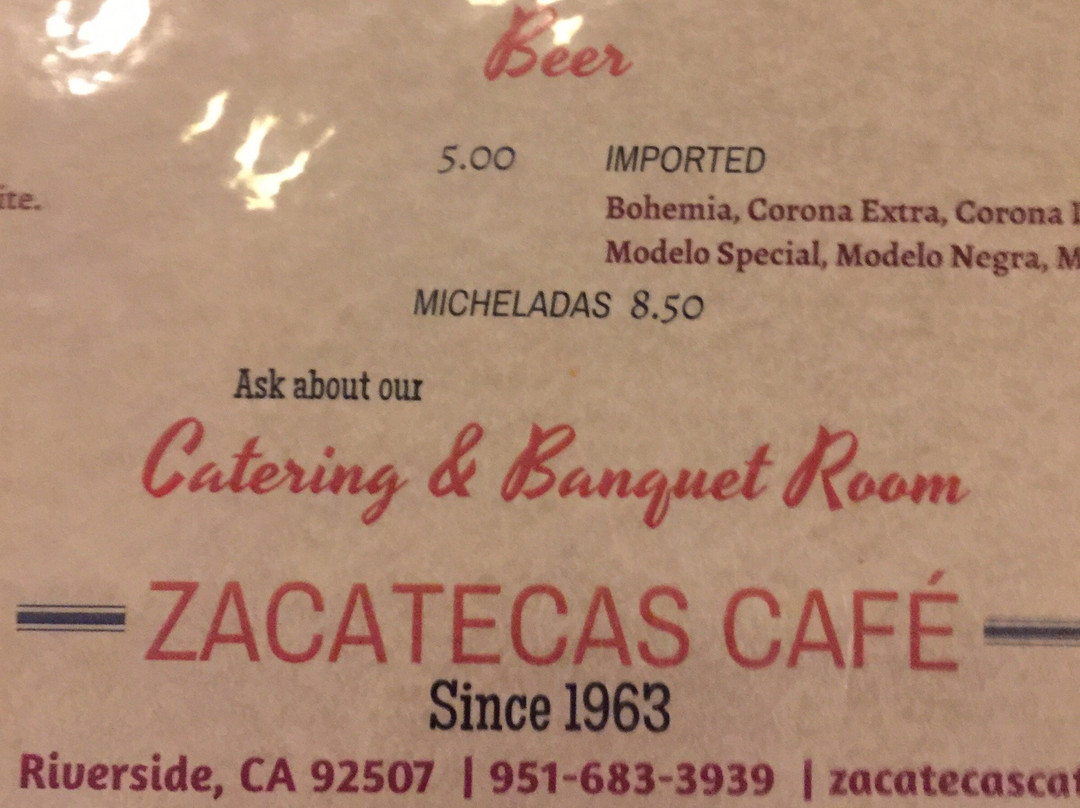 Beer
5.00 IMPORTED
ite.
Bohemia, Corona Extra, Corona
Modelo Special, Modelo Negra, M
MICHELADAS 8.50
Ask about our
Catering & Banquet Room
ZACATECAS CAFÉ
Since 1963
Riverside, CA 92507 | 951-683-3939 | zacatecascaf